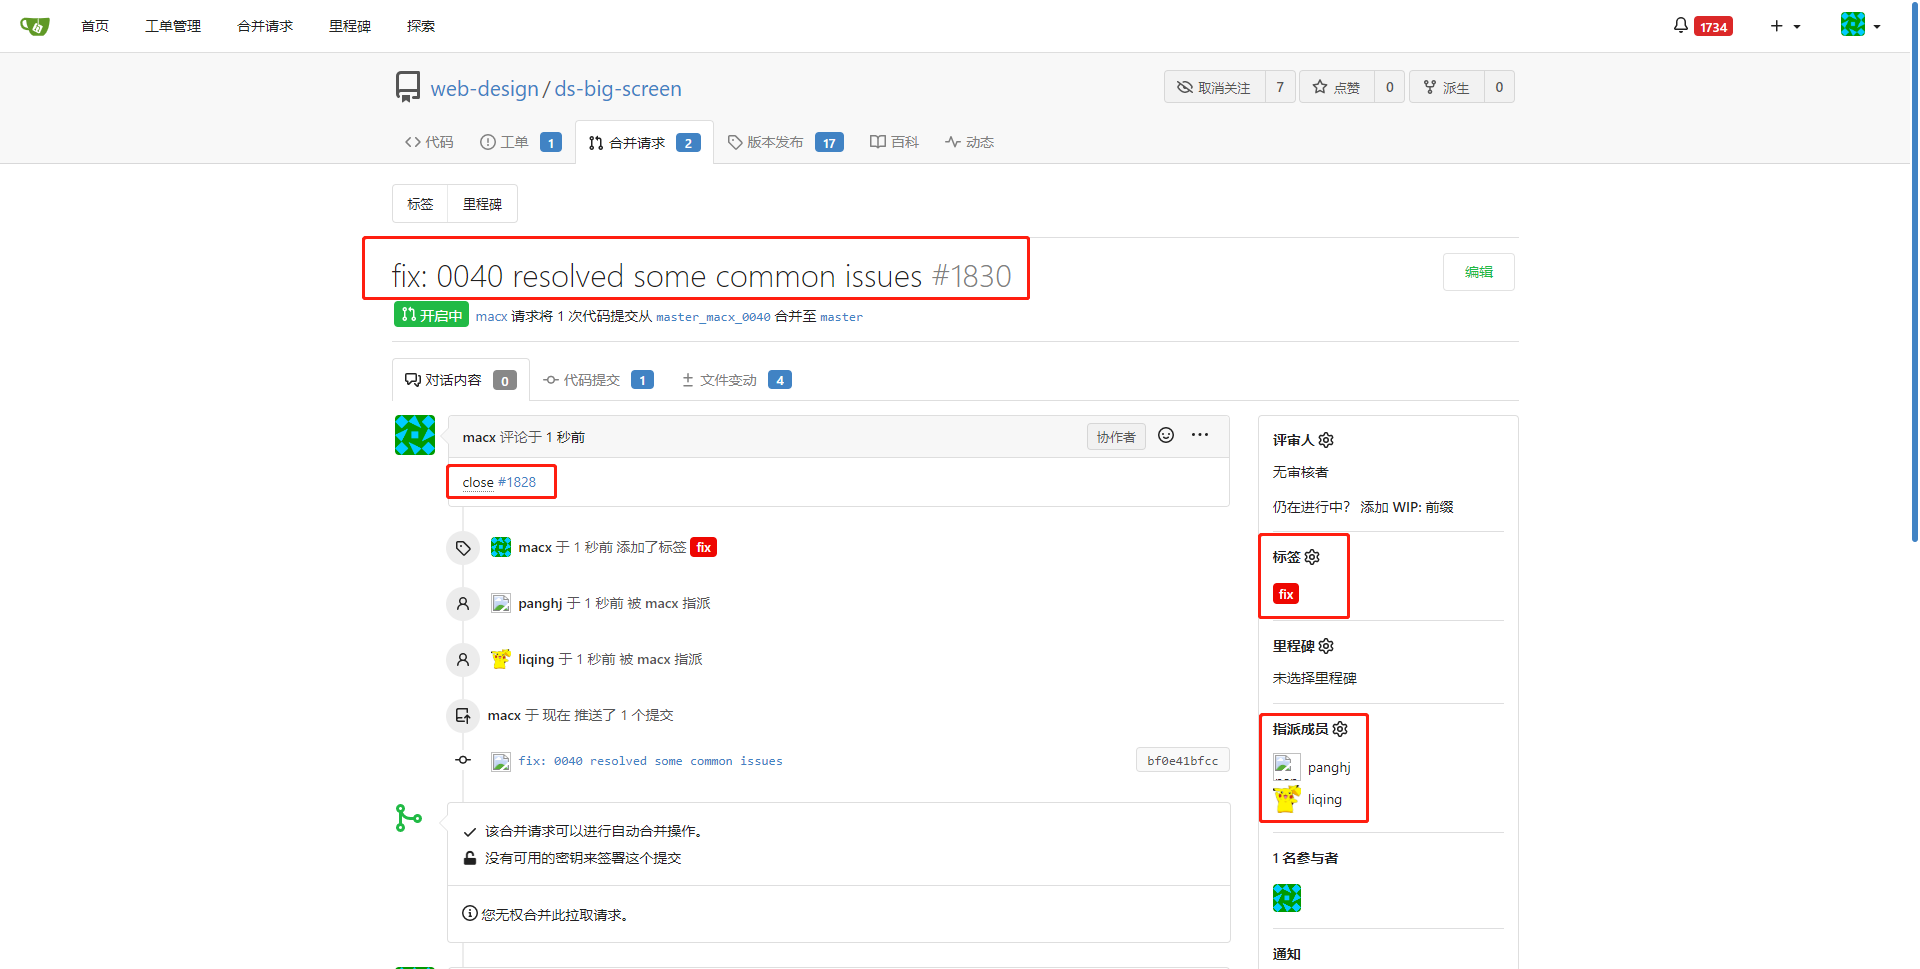 首页 工单管理 合并请求 里程碑 探索 1734
web-design / ds-big-screen 取消关注 7 点赞 0 派生 0
代码 工单 1 合并请求 2 版本发布 17 百科 动态
标签 里程碑
fix: 0040 resolved some common issues #1830 编辑
开启中 macx 请求将 1 次代码提交从 master_macx_0040 合并至 master
对话内容 0 代码提交 1 文件变动 4
macx 评论于 1 秒前 协作者
close #1828
macx 于 1 秒前 添加了标签 fix
panghj 于 1 秒前 被 macx 指派
liqing 于 1 秒前 被 macx 指派
macx 于 现在 推送了 1 个提交
fix: 0040 resolved some common issues bf0e41bfcc
该合并请求可以进行自动合并操作。
没有可用的密钥来签署这个提交
您无权合并此拉取请求。
评审人
无审核者
仍在进行中? 添加 WIP: 前缀
标签
fix
里程碑
未选择里程碑
指派成员
panghj
liqing
1 名参与者
通知